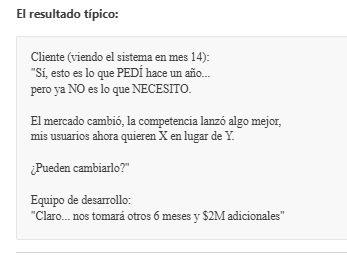 El resultado típico:
Cliente (viendo el sistema en mes 14):
"Sí, esto es lo que PEDÍ hace un año...
pero ya NO es lo que NECESITO.
El mercado cambió, la competencia lanzó algo mejor,
mis usuarios ahora quieren X en lugar de Y.
¿Pueden cambiarlo?"
Equipo de desarrollo:
"Claro... nos tomará otros 6 meses y $2M adicionales"